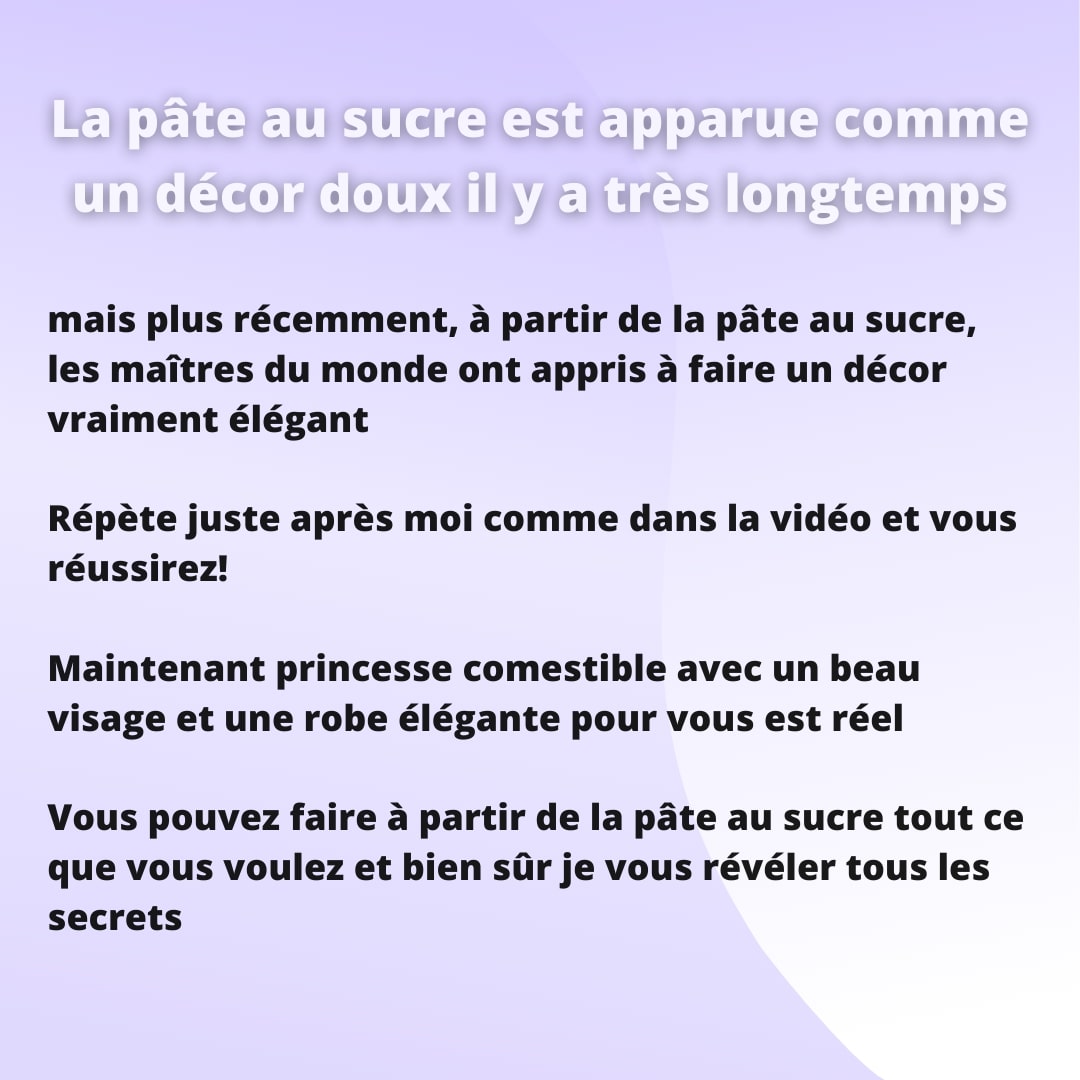 La pâte au sucre est apparue comme
un décor doux il y a très longtemps
mais plus récemment, à partir de la pâte au sucre,
les maîtres du monde ont appris à faire un décor
vraiment élégant
Répète juste après moi comme dans la vidéo et vous
réussirez!
Maintenant princesse comestible avec un beau
visage et une robe élégante pour vous est réel
Vous pouvez faire à partir de la pâte au sucre tout ce
que vous voulez et bien sûr je vous révéler tous les
secrets